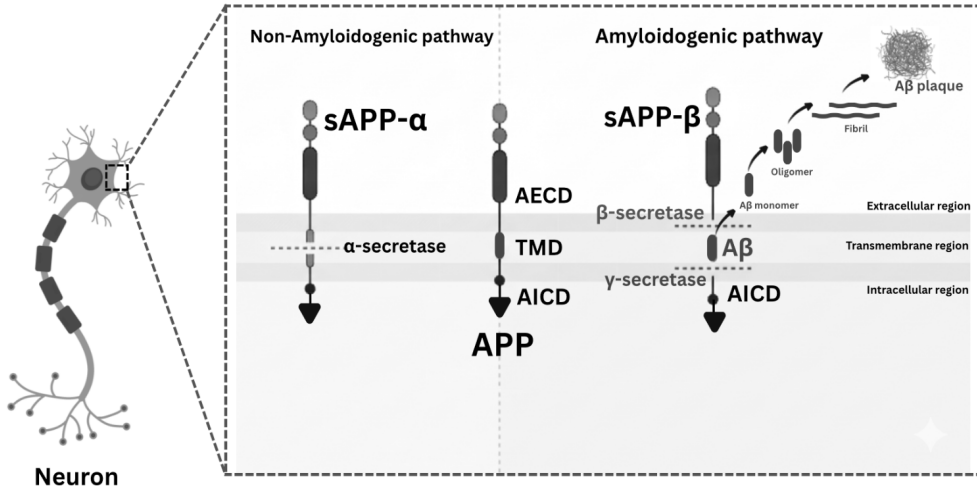 Non-Amyloidogenic pathway
Amyloidogenic pathway
Aβ plaque
sAPP-α
sAPP-β
Fibril
Oligomer
AECD
Aβ monomer
β-secretase
Extracellular region
α-secretase
TMD
Aβ
Transmembrane region
γ-secretase
AICD
AICD
Intracellular region
APP
Neuron